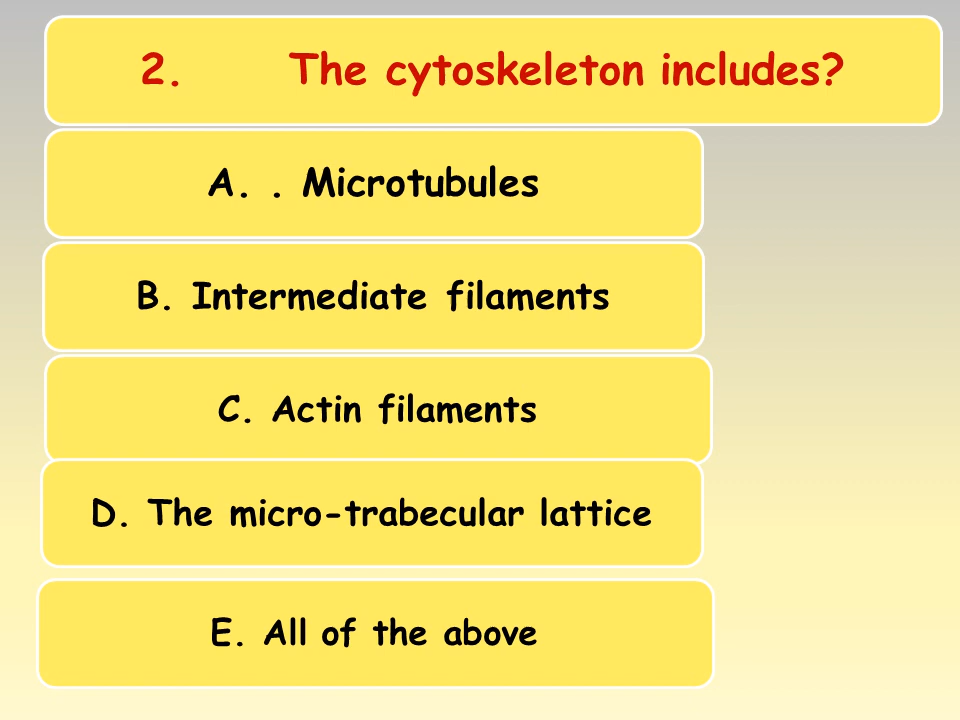 2. The cytoskeleton includes?
A. . Microtubules
B. Intermediate filaments
C. Actin filaments
D. The micro-trabecular lattice
E. All of the above